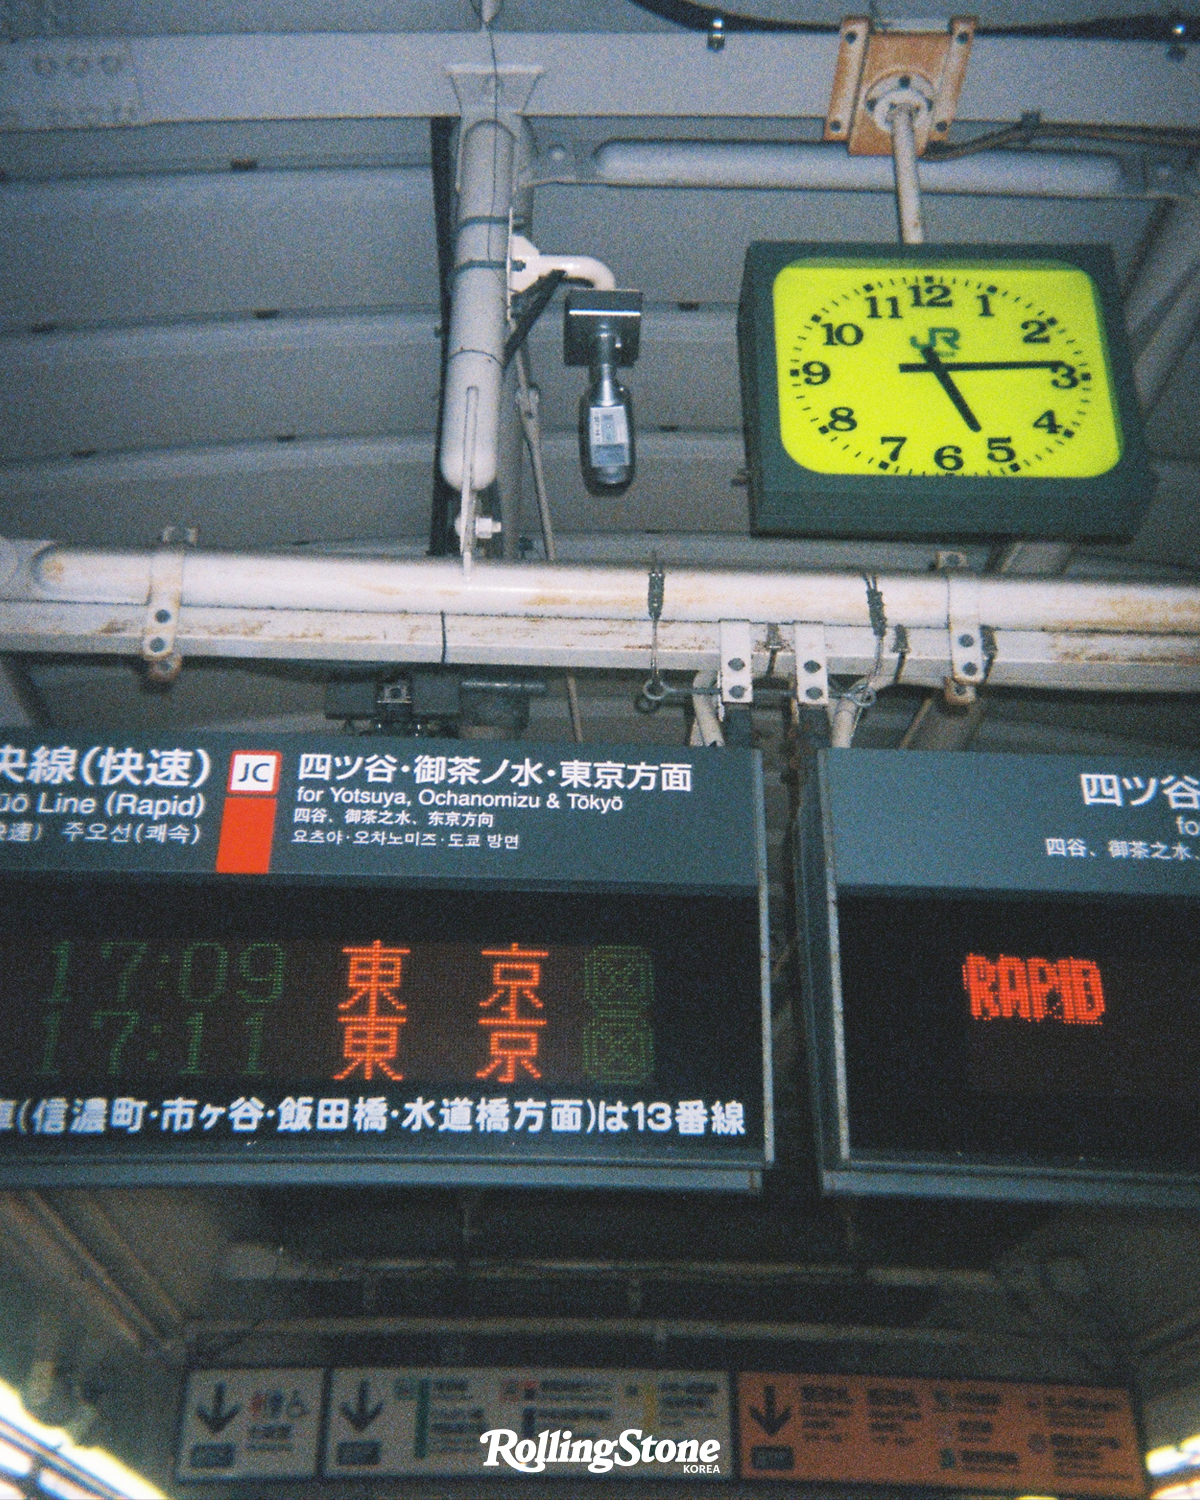 12
1
2
3
4
5
6
7
8
9
10
11
JR
央線(快速)
JC
四ツ谷・御茶ノ水・東京方面
ūō Line (Rapid)
for Yotsuya, Ochanomizu & Tōkyō
快速） 주오선(쾌속)
四谷、御茶之水、东京方向
요츠야·오차노미즈·도쿄 방면
17:09 東京
17:11 東京
(信濃町・市ヶ谷・飯田橋・水道橋方面)は13番線
四ツ谷
fo
四谷、御茶之水、
RAPID
RollingStone
KOREA